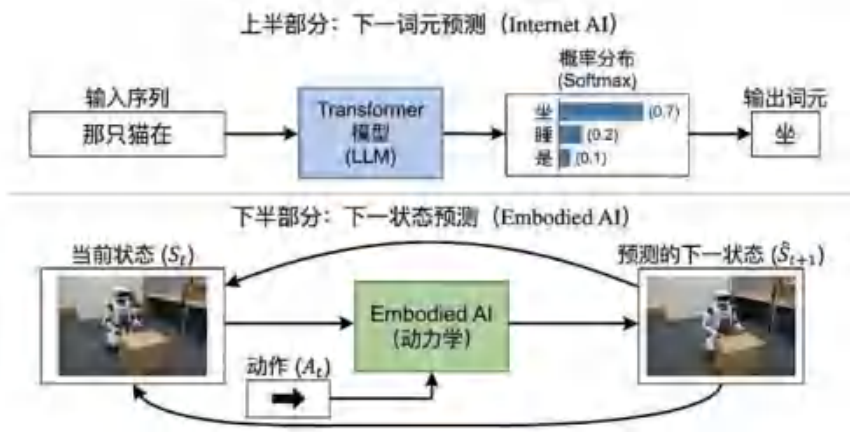 上半部分：下一词元预测（Internet AI）
输入序列
那只猫在
Transformer
模型
(LLM)
概率分布
(Softmax)
坐 (0.7)
睡 (0.2)
是 (0.1)
输出词元
坐
下半部分：下一状态预测（Embodied AI）
当前状态 (Sₜ)
Embodied AI
(动力学)
动作 (Aₜ)
预测的下一状态 (Ŝₜ₊₁)